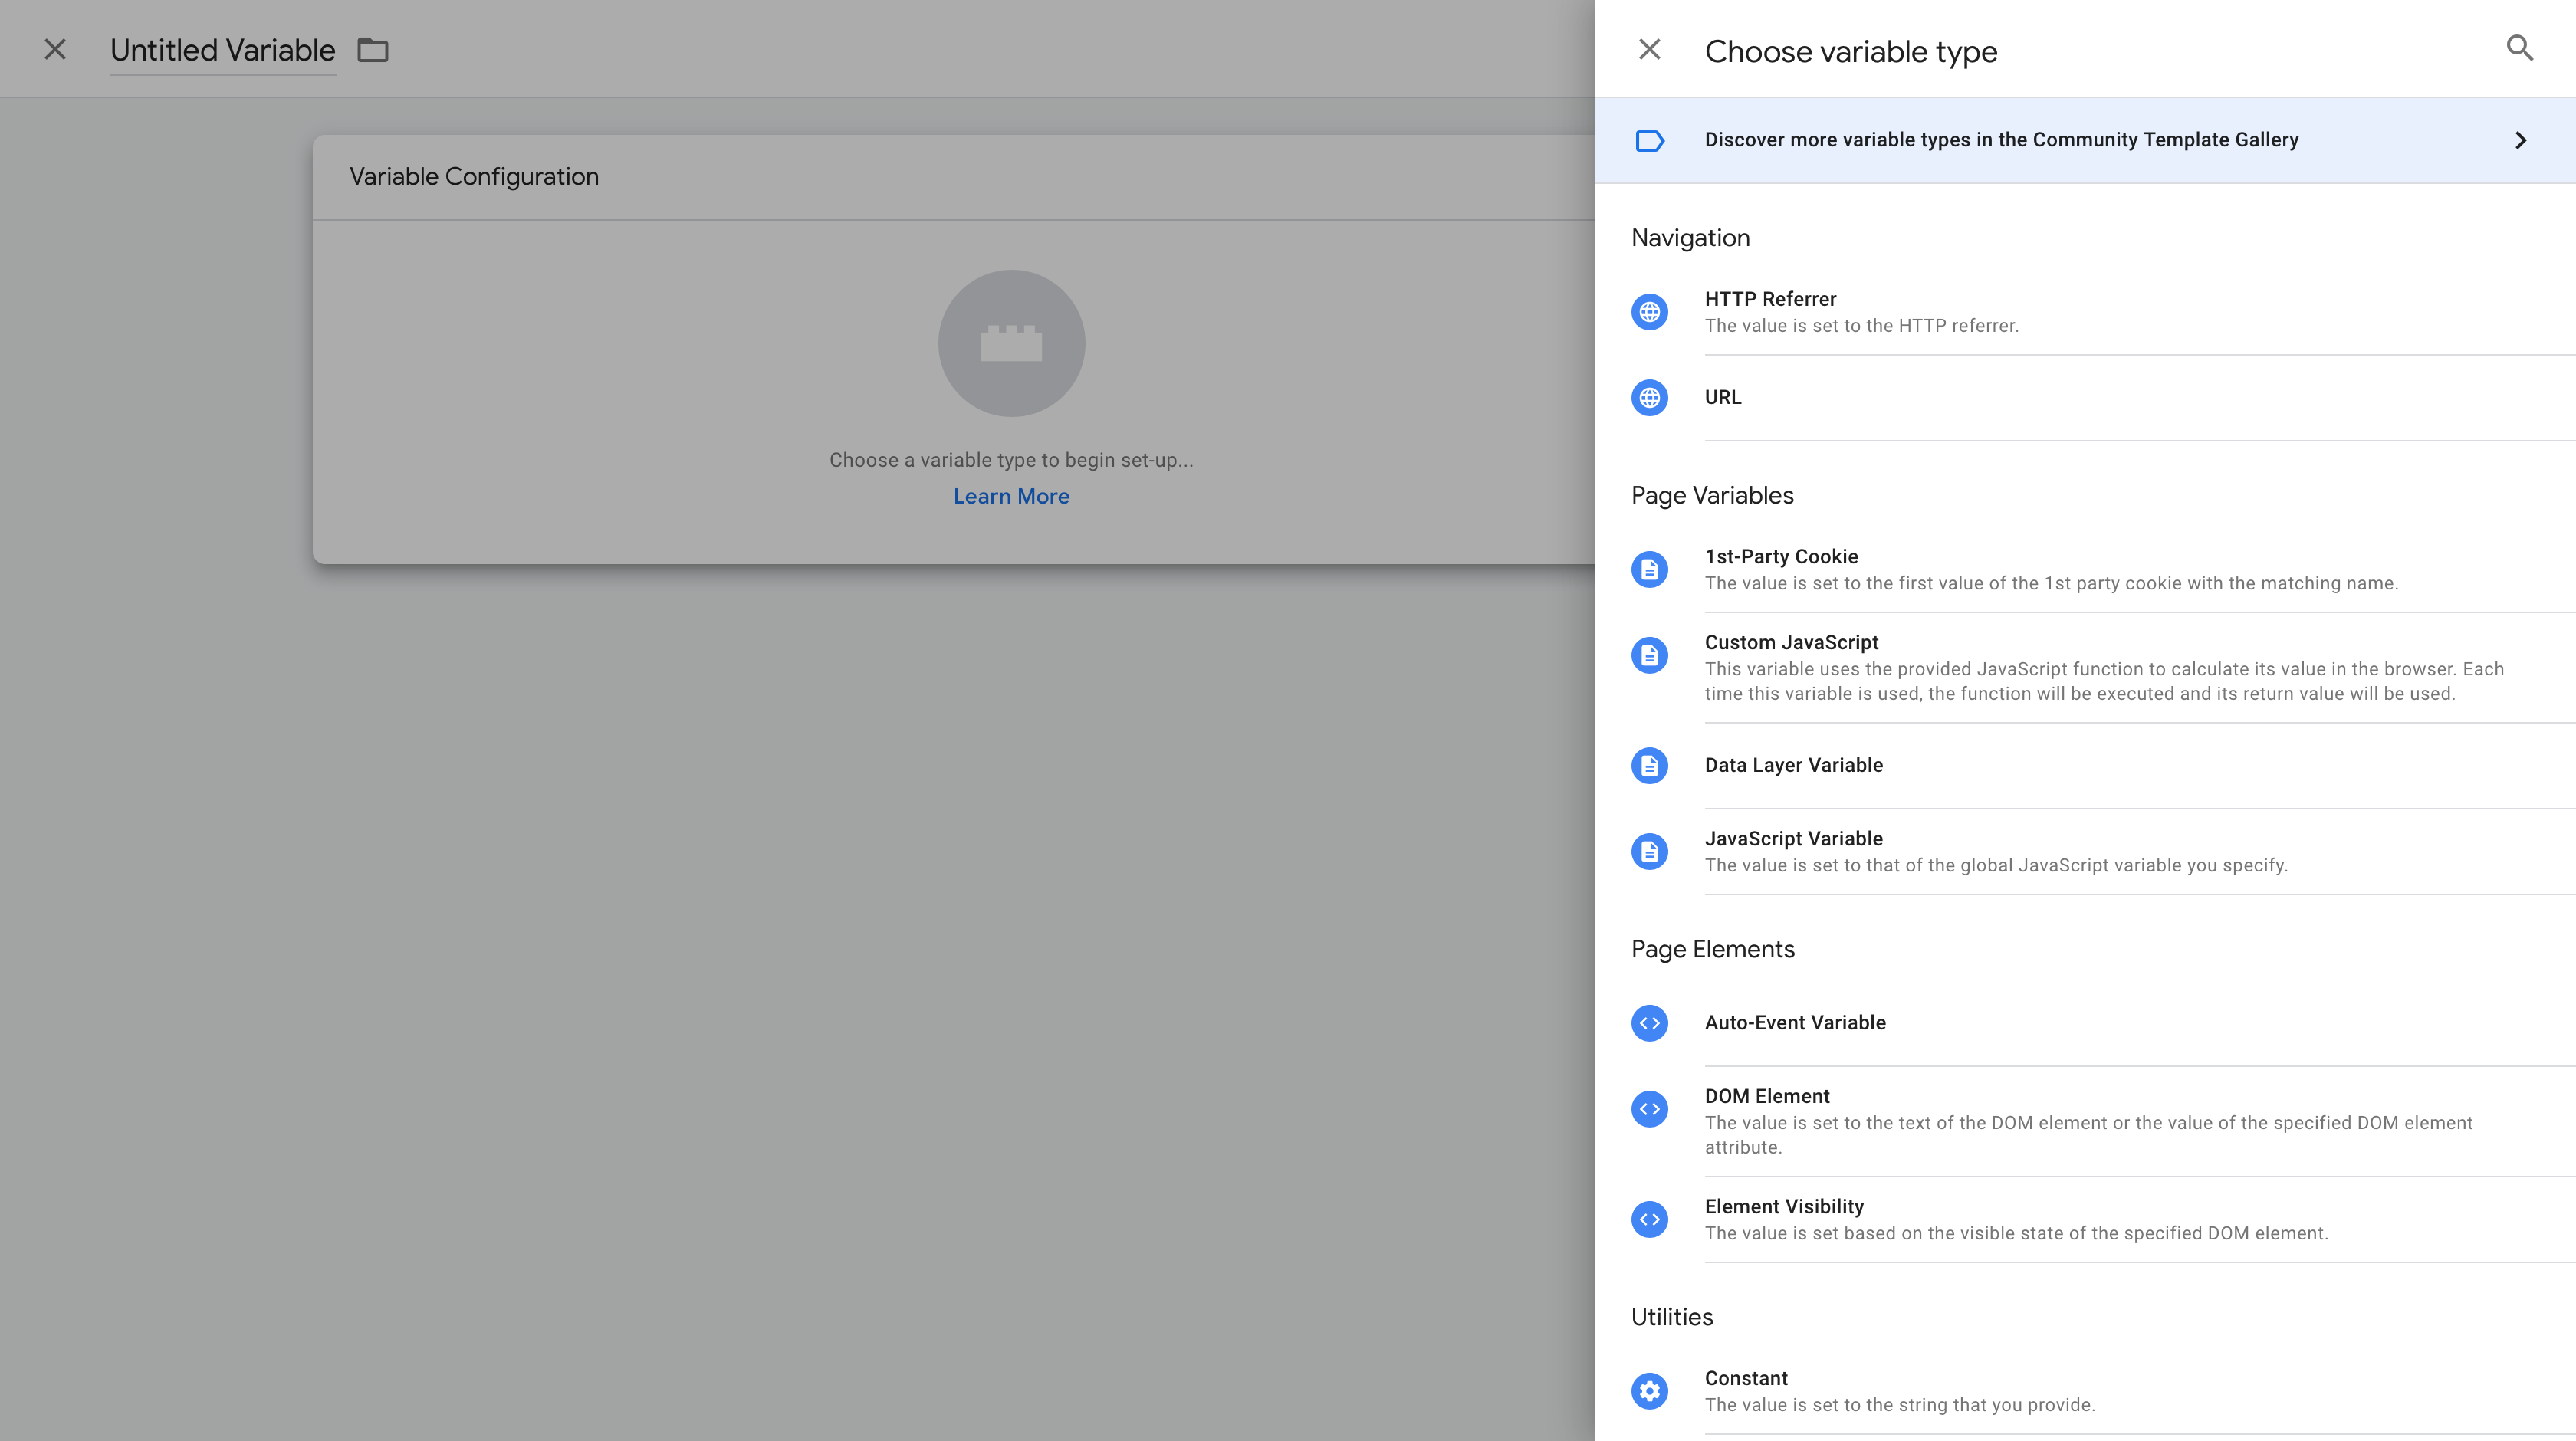 Untitled Variable
Variable Configuration
Choose a variable type to begin set-up...
Learn More
Choose variable type
Discover more variable types in the Community Template Gallery
Navigation
HTTP Referrer
The value is set to the HTTP referrer.
URL
Page Variables
1st-Party Cookie
The value is set to the first value of the 1st party cookie with the matching name.
Custom JavaScript
This variable uses the provided JavaScript function to calculate its value in the browser. Each
time this variable is used, the function will be executed and its return value will be used.
Data Layer Variable
JavaScript Variable
The value is set to that of the global JavaScript variable you specify.
Page Elements
Auto-Event Variable
DOM Element
The value is set to the text of the DOM element or the value of the specified DOM element
attribute.
Element Visibility
The value is set based on the visible state of the specified DOM element.
Utilities
Constant
The value is set to the string that you provide.